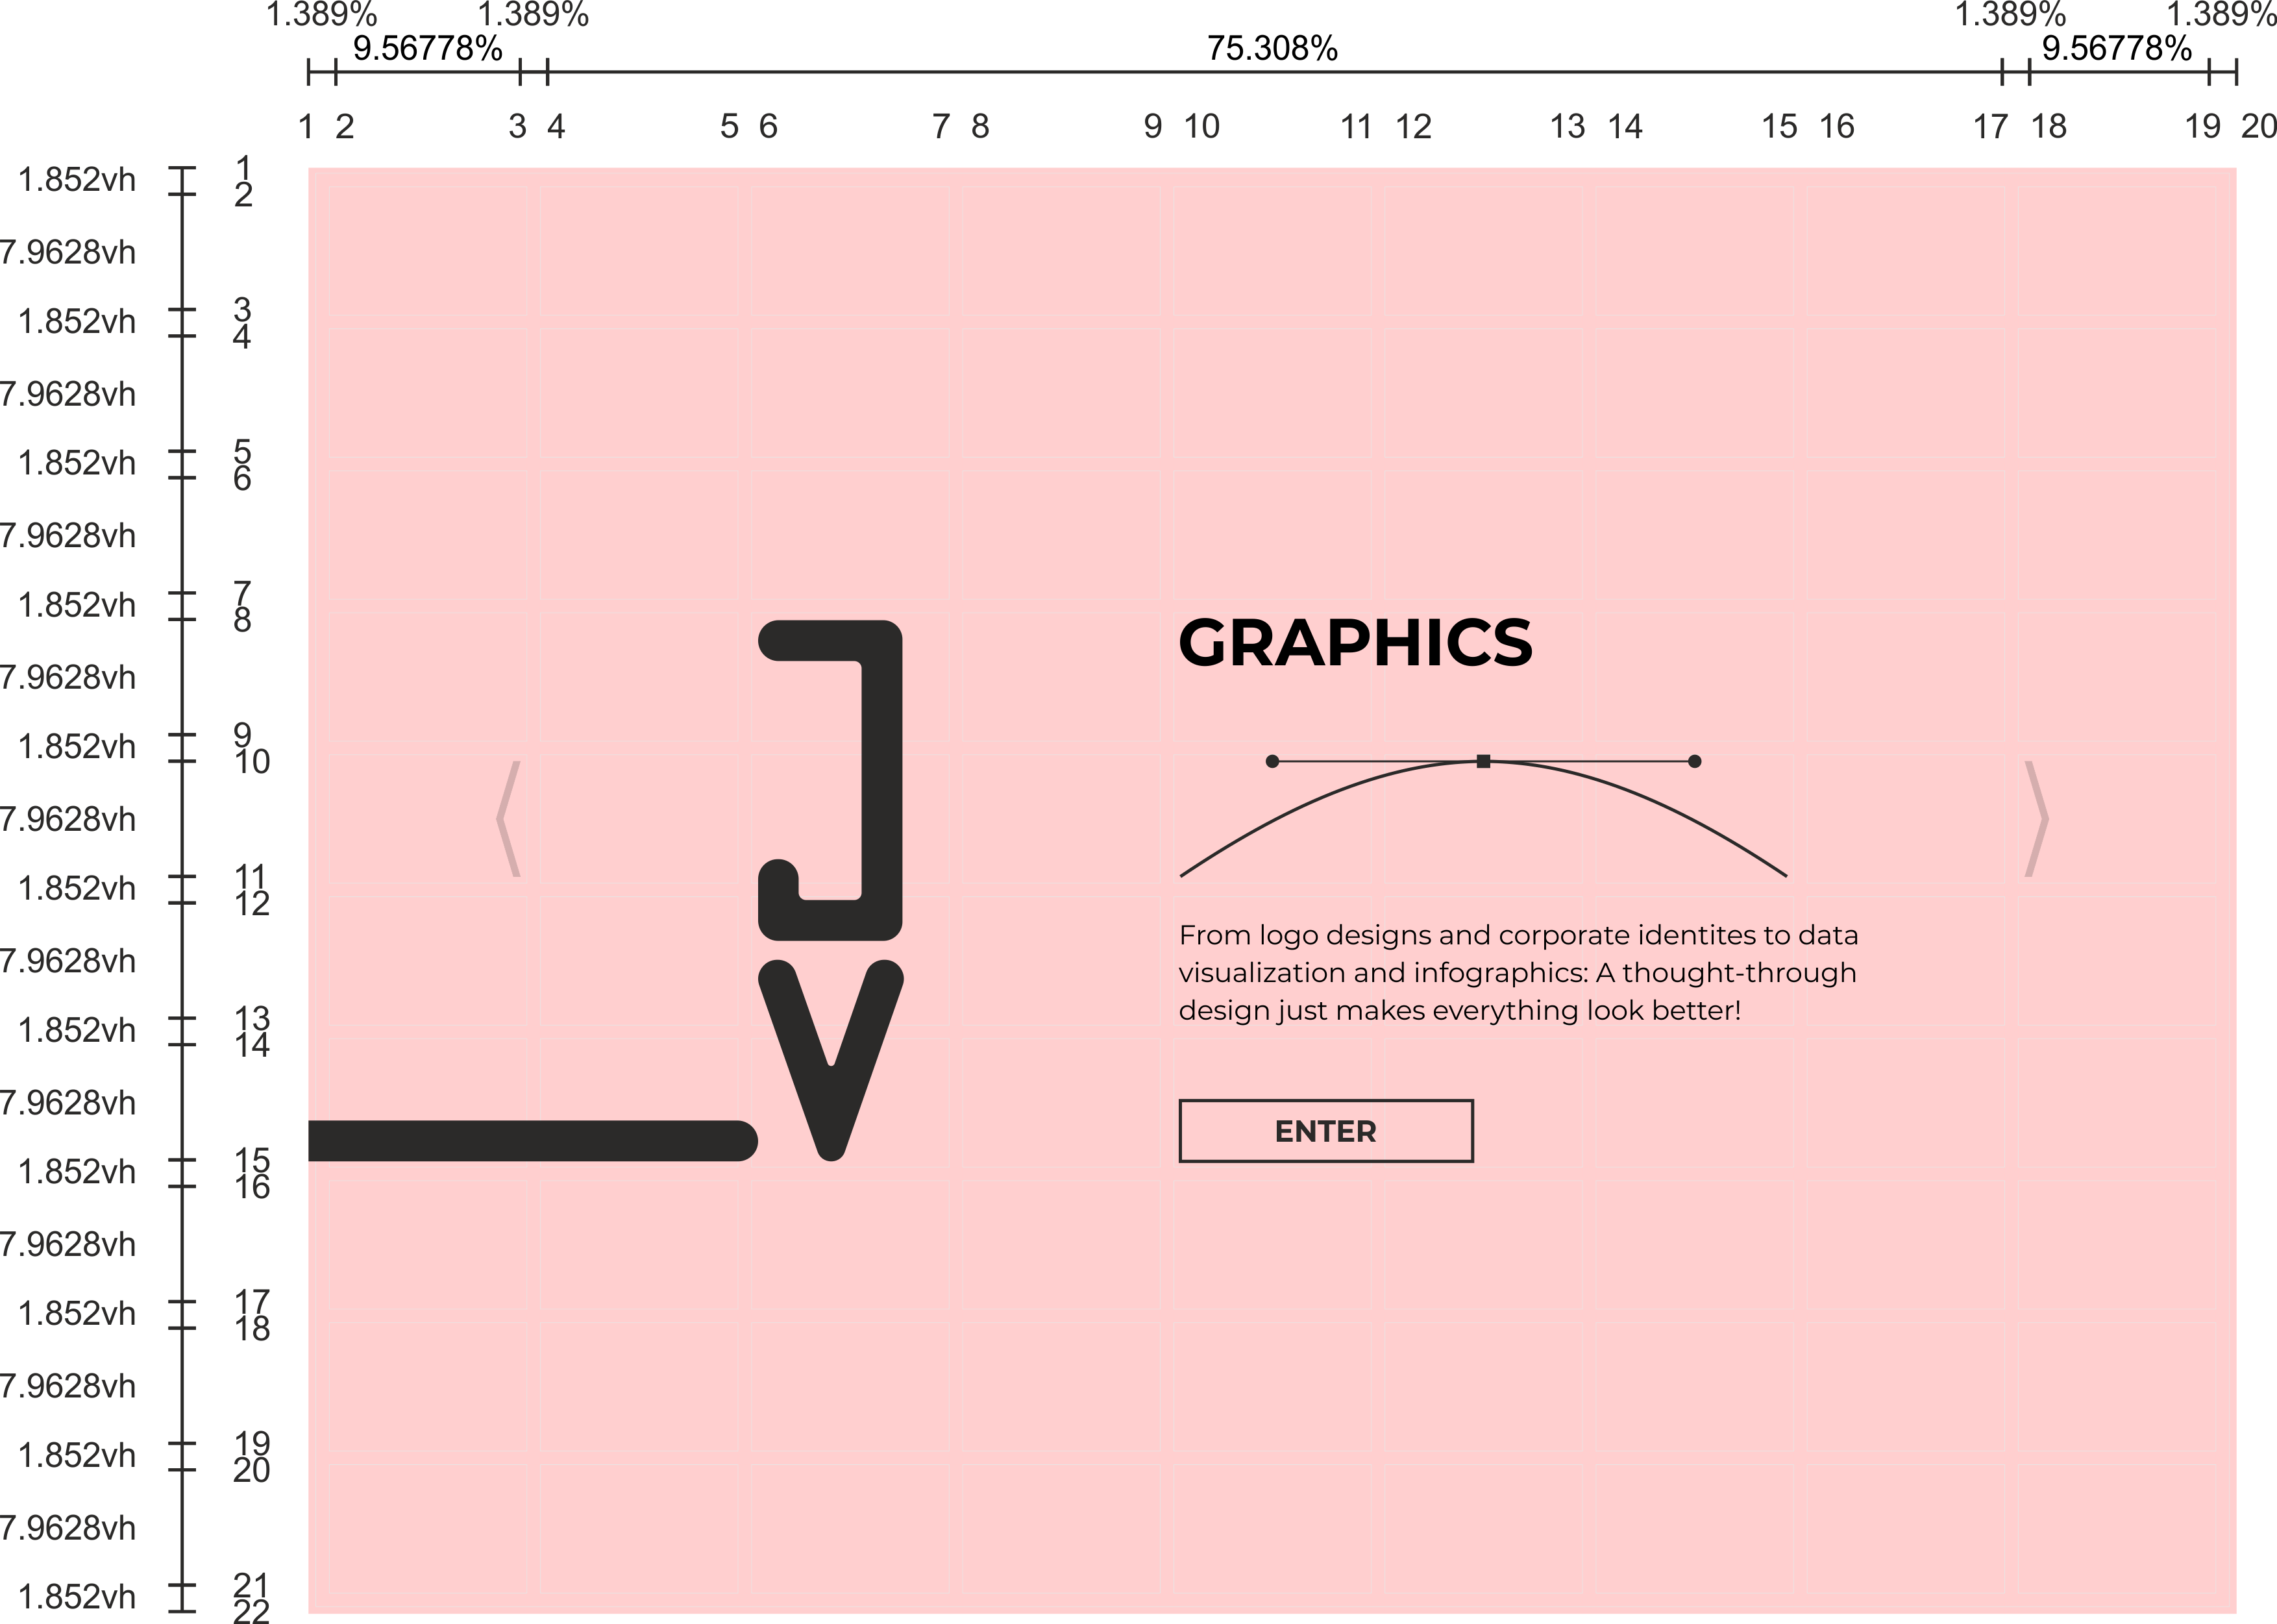 1.389% 1.389% 1.389% 1.389%
9.56778% 75.308% 9.56778%
1 2 3 4 5 6 7 8 9 10 11 12 13 14 15 16 17 18 19 20
1.852vh 1
2
7.9628vh
1.852vh 3
4
7.9628vh
1.852vh 5
6
7.9628vh
1.852vh 7
8
GRAPHICS
7.9628vh
1.852vh 9
10
7.9628vh
1.852vh 11
12
From logo designs and corporate identites to data
7.9628vh
visualization and infographics: A thought-through
design just makes everything look better!
1.852vh 13
14
7.9628vh
ENTER
1.852vh 15
16
7.9628vh
1.852vh 17
18
7.9628vh
1.852vh 19
20
7.9628vh
1.852vh 21
22
JV